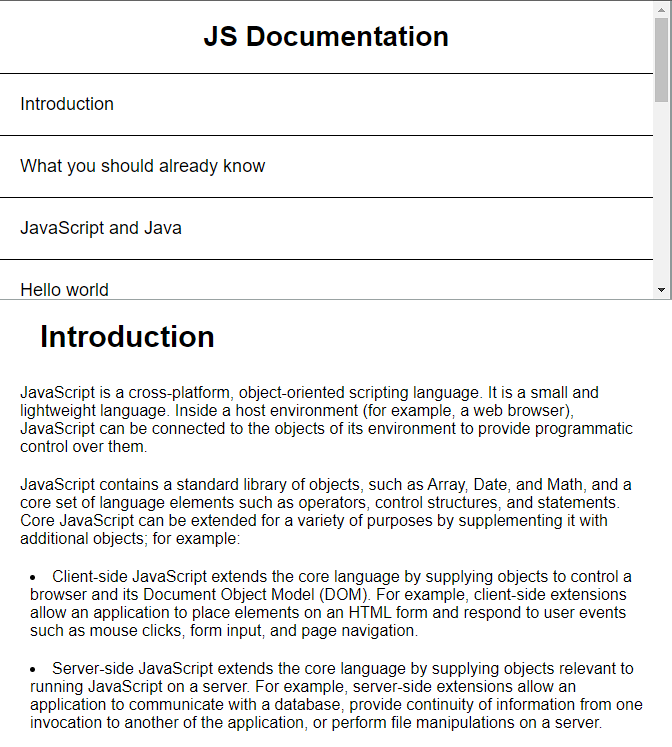 JS Documentation
Introduction
What you should already know
JavaScript and Java
Hello world
Introduction
JavaScript is a cross-platform, object-oriented scripting language. It is a small and
lightweight language. Inside a host environment (for example, a web browser),
JavaScript can be connected to the objects of its environment to provide programmatic
control over them.
JavaScript contains a standard library of objects, such as Array, Date, and Math, and a
core set of language elements such as operators, control structures, and statements.
Core JavaScript can be extended for a variety of purposes by supplementing it with
additional objects; for example:
• Client-side JavaScript extends the core language by supplying objects to control a
browser and its Document Object Model (DOM). For example, client-side extensions
allow an application to place elements on an HTML form and respond to user events
such as mouse clicks, form input, and page navigation.
• Server-side JavaScript extends the core language by supplying objects relevant to
running JavaScript on a server. For example, server-side extensions allow an
application to communicate with a database, provide continuity of information from one
invocation to another of the application, or perform file manipulations on a server.